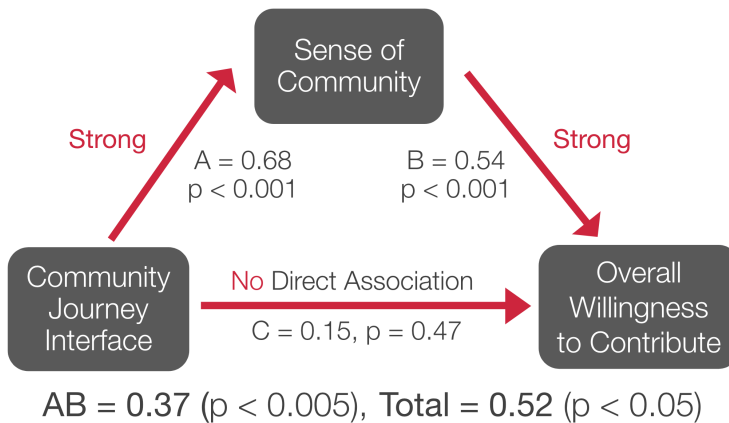 Sense of
Community
Strong
A = 0.68
p < 0.001
B = 0.54
p < 0.001
Strong
Community
Journey
Interface
No Direct Association
C = 0.15, p = 0.47
Overall
Willingness
to Contribute
AB = 0.37 (p < 0.005), Total = 0.52 (p < 0.05)